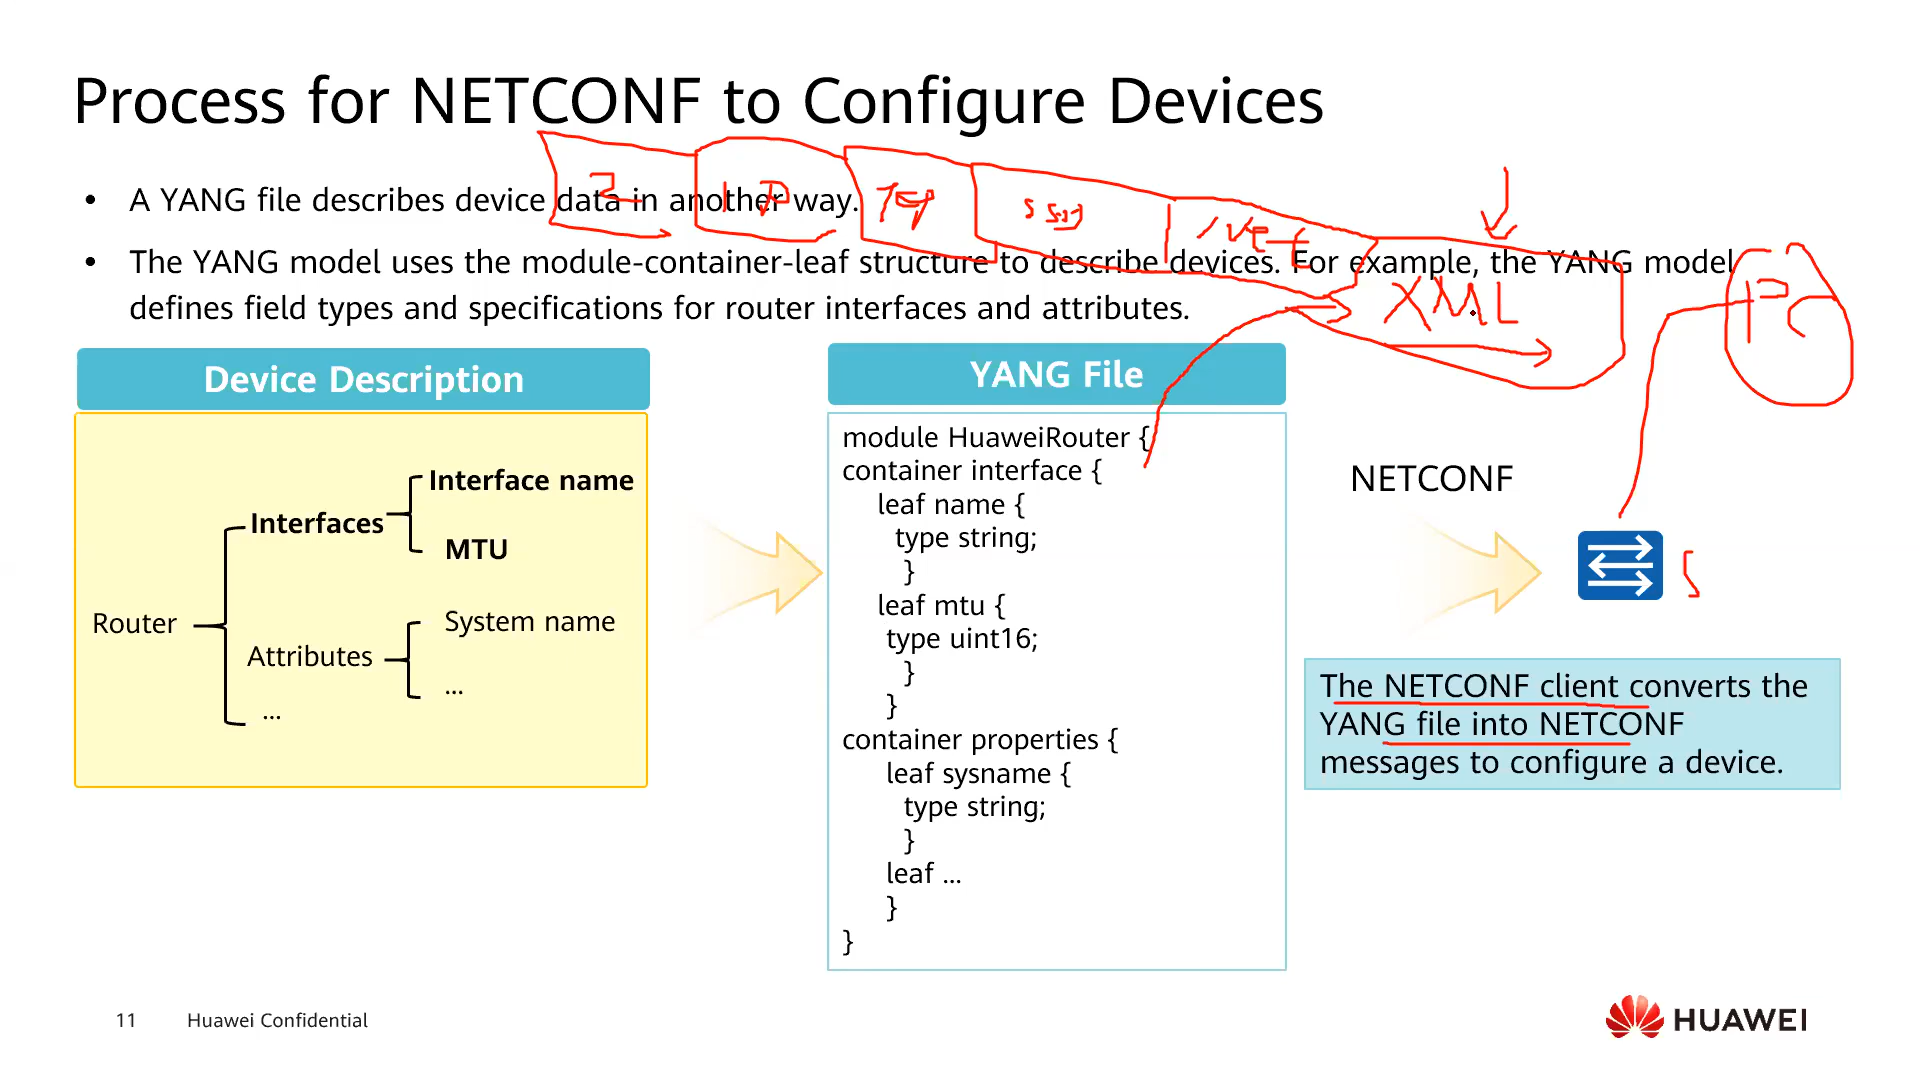 Process for NETCONF to Configure Devices
• A YANG file describes device data in another way.
• The YANG model uses the module-container-leaf structure to describe devices. For example, the YANG model
defines field types and specifications for router interfaces and attributes.
2
IP
XML
PC
Device Description
Router
Interfaces
Interface name
MTU
Attributes
System name
...
...
YANG File
module HuaweiRouter {
container interface {
leaf name {
type string;
}
leaf mtu {
type uint16;
}
}
container properties {
leaf sysname {
type string;
}
leaf ...
}
}
NETCONF
S
The NETCONF client converts the
YANG file into NETCONF
messages to configure a device.
11
Huawei Confidential
HUAWEI